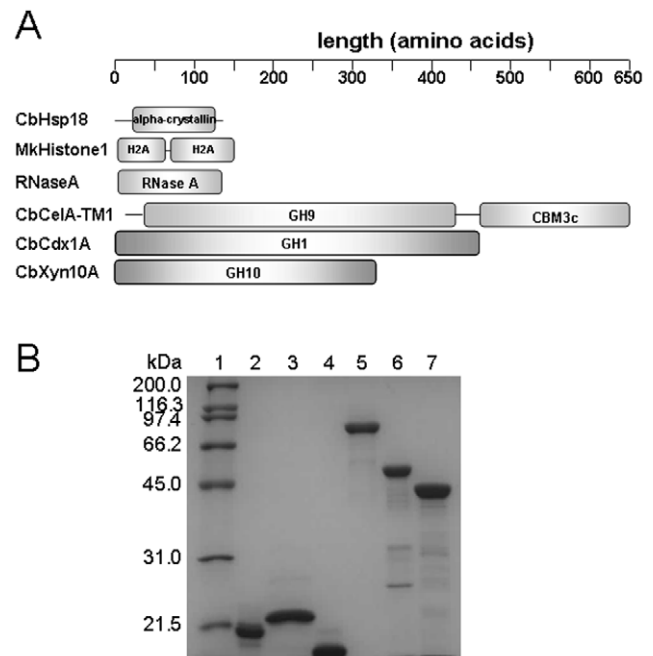 A
length (amino acids)
0 100 200 300 400 500 600 650
CbHsp18 alpha-crystallin
MkHistone1 H2A H2A
RNaseA RNase A
CbCelA-TM1 GH9 CBM3c
CbCdx1A GH1
CbXyn10A GH10
B
kDa 1 2 3 4 5 6 7
200.0
116.3
97.4
66.2
45.0
31.0
21.5